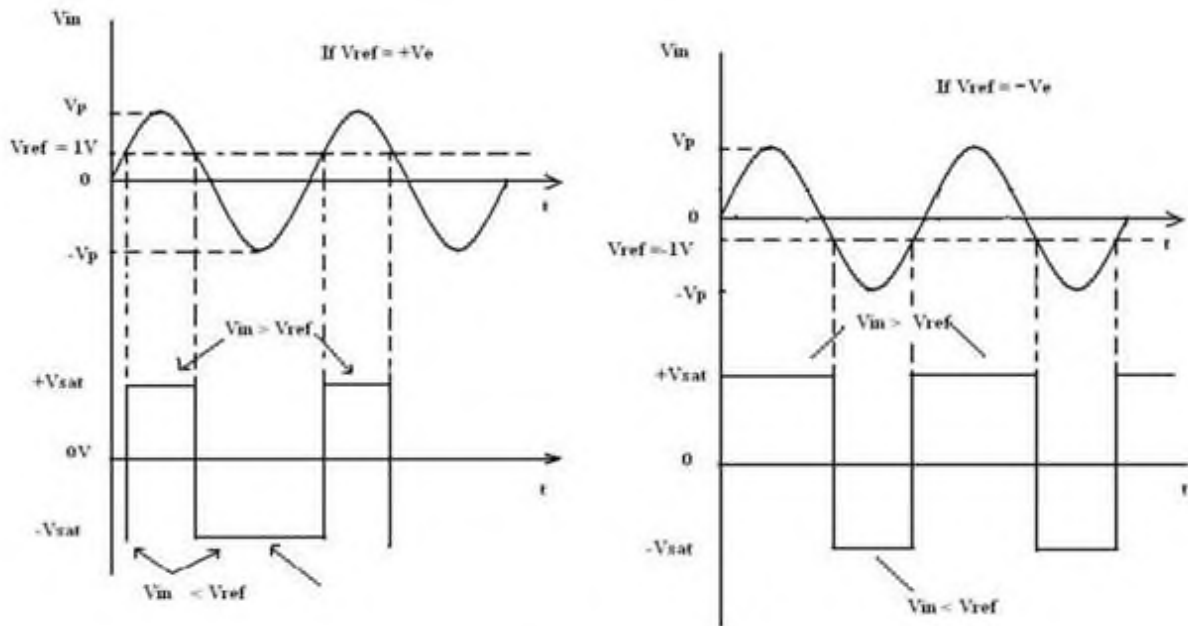 Vin
If Vref = +Ve
Vp
Vref = 1V
0
t
-Vp
Vin > Vref
+Vsat
0V
t
-Vsat
Vin < Vref
Vin
If Vref = -Ve
Vp
0
t
Vref =-1V
-Vp
Vin > Vref
+Vsat
0
t
-Vsat
Vin < Vref